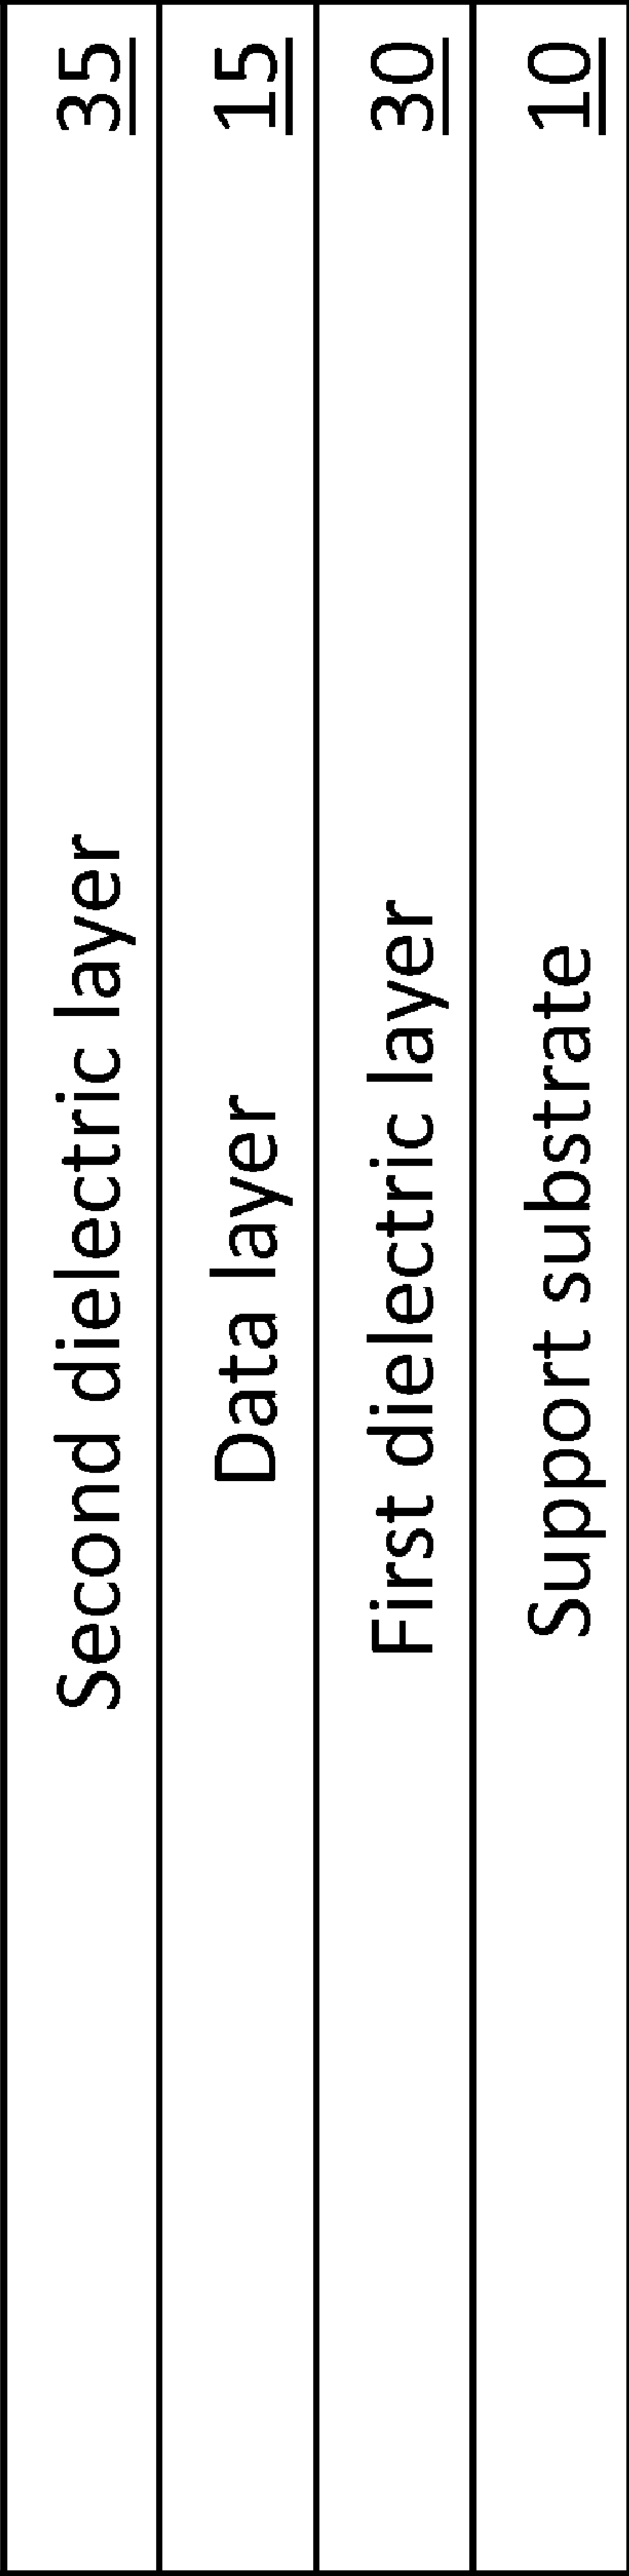 Second dielectric layer 35
Data layer 15
First dielectric layer 30
Support substrate 10